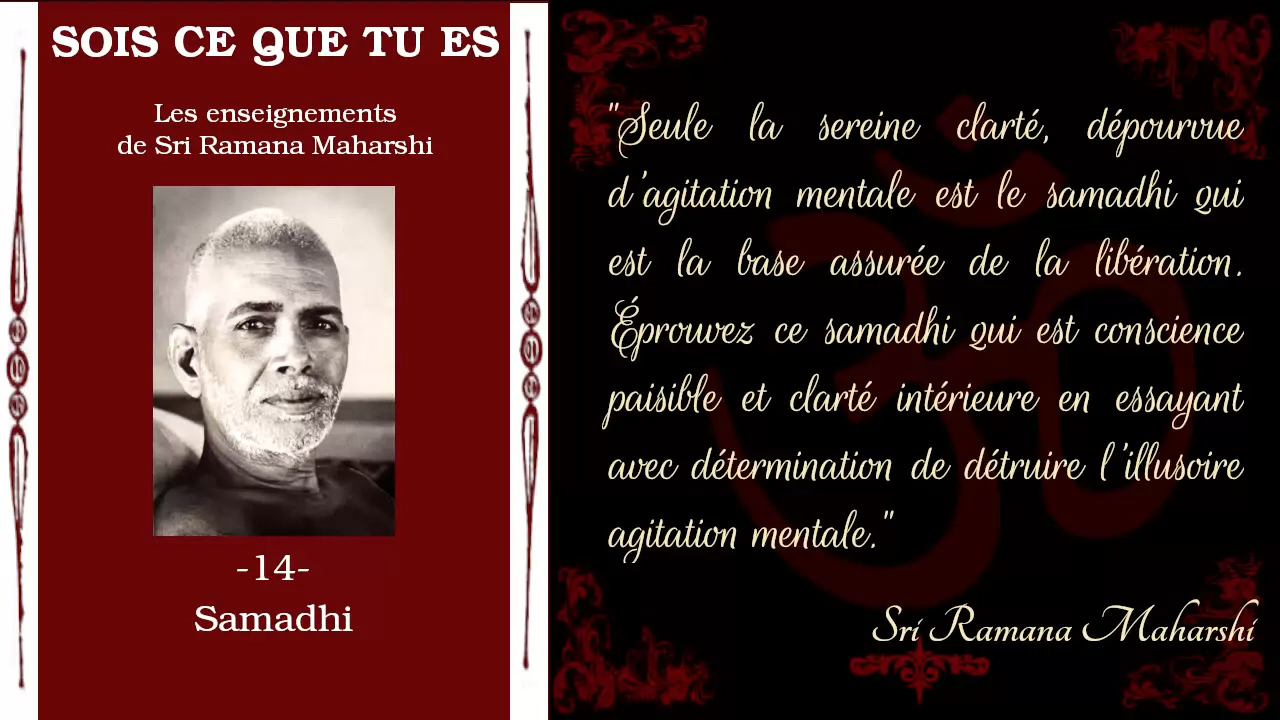 SOIS CE QUE TU ES
Les enseignements
de Sri Ramana Maharshi
-14-
Samadhi
"Seule la sereine clarté, dépourvue
d'agitation mentale est le samadhi qui
est la base assurée de la libération.
Éprouvez ce samadhi qui est conscience
paisible et clarté intérieure en essayant
avec détermination de détruire l'illusoire
agitation mentale."
Sri Ramana Maharshi